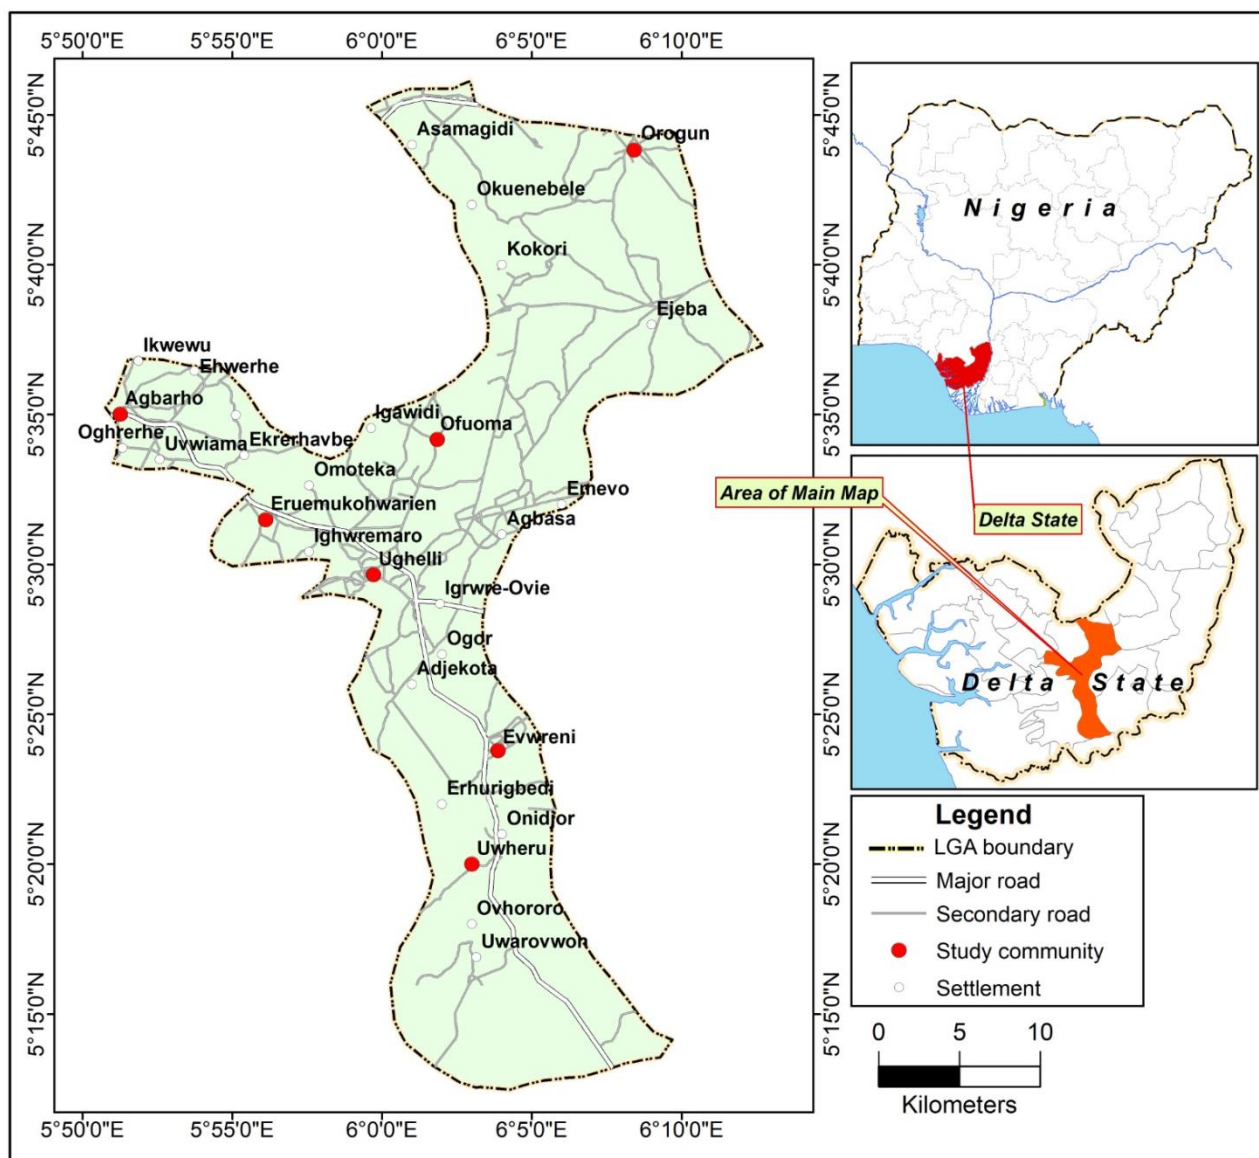 5°50'0"E 5°55'0"E 6°0'0"E 6°5'0"E 6°10'0"E
5°45'0"N
5°40'0"N
5°35'0"N
5°30'0"N
5°25'0"N
5°20'0"N
5°15'0"N
Asamagidi
Orogun
Okuenebele
Kokori
Ejeba
Ikwewu
Ehwerhe
Agbarho
Igawidi
Ofuoma
Oghrerhe
Uvwiama
Ekrerhavbe
Omoteka
Emevo
Eruemukohwarien
Agbasa
Ighwremaro
Ughelli
Igrwre-Ovie
Ogor
Adjekota
Evwreni
Erhurigbedi
Onidjor
Uwheru
Ovhororo
Uwarovwon
5°50'0"E 5°55'0"E 6°0'0"E 6°5'0"E 6°10'0"E
5°45'0"N
5°40'0"N
5°35'0"N
5°30'0"N
5°25'0"N
5°20'0"N
5°15'0"N
Nigeria
Area of Main Map
Delta State
Delta State
Legend
LGA boundary
Major road
Secondary road
Study community
Settlement
0 5 10
Kilometers